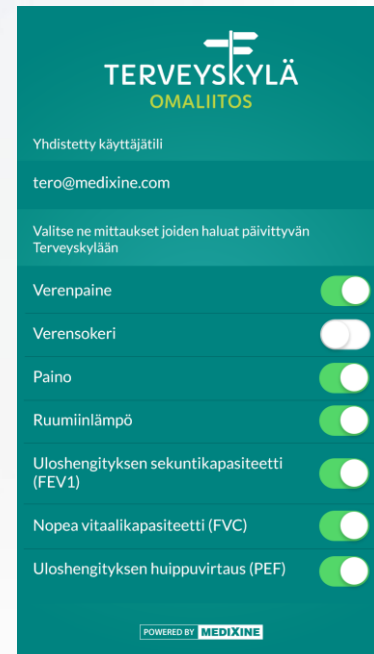 TERVEYSKYLÄ
OMALIITOS
Yhdistetty käyttäjätili
tero@medixine.com
Valitse ne mittaukset joiden haluat päivittyvän
Terveyskylään
Verenpaine
Verensokeri
Paino
Ruumiinlämpö
Uloshengityksen sekuntikapasiteetti
(FEV1)
Nopea vitaalikapasiteetti (FVC)
Uloshengityksen huippuvirtaus (PEF)
POWERED BY MEDIXINE